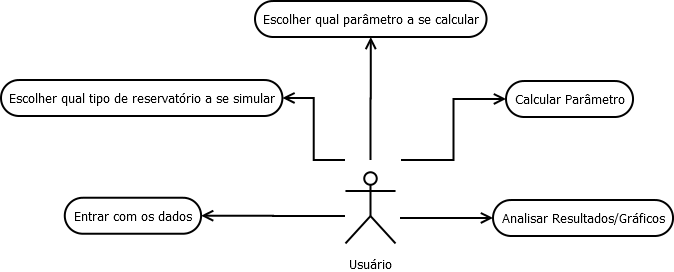 Escolher qual parâmetro a se calcular
Escolher qual tipo de reservatório a se simular
Calcular Parâmetro
Entrar com os dados
Analisar Resultados/Gráficos
Usuário